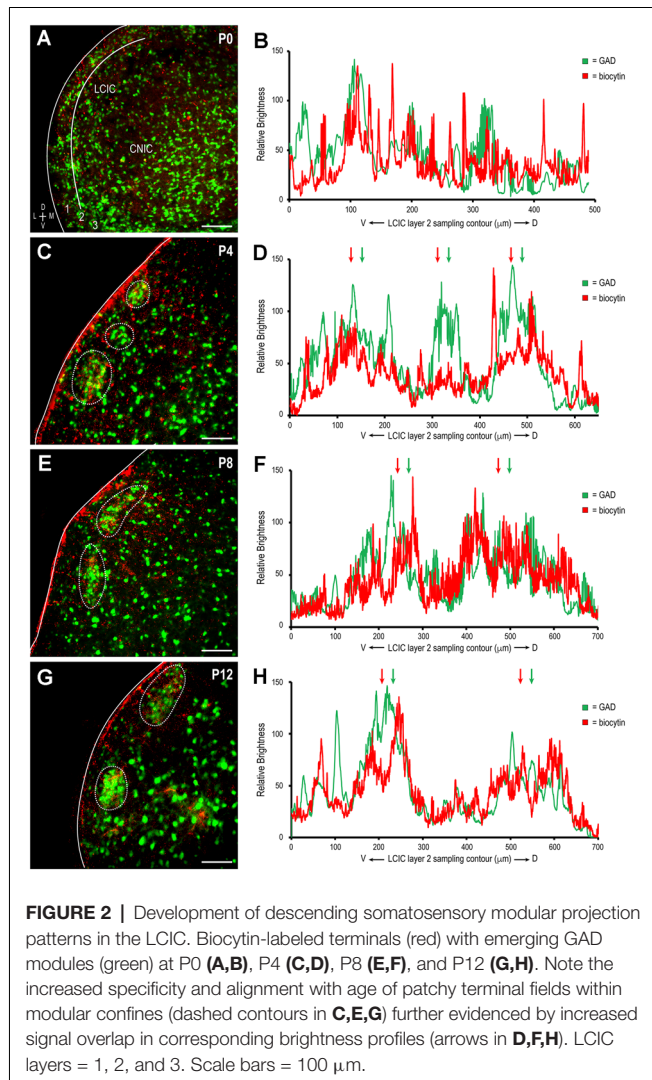 A
P0
LCIC
CNIC
D
L M
V
1
2
3
B
150
100
50
0
Relative Brightness
= GAD
= biocytin
0 100 200 300 400 500
V ← LCIC layer 2 sampling contour (μm) → D
C
P4
D
150
100
50
0
Relative Brightness
= GAD
= biocytin
0 100 200 300 400 500 600
V ← LCIC layer 2 sampling contour (μm) → D
E
P8
F
150
100
50
0
Relative Brightness
= GAD
= biocytin
0 100 200 300 400 500 600 700
V ← LCIC layer 2 sampling contour (μm) → D
G
P12
H
150
100
50
0
Relative Brightness
= GAD
= biocytin
0 100 200 300 400 500 600 700
V ← LCIC layer 2 sampling contour (μm) → D
FIGURE 2 | Development of descending somatosensory modular projection
patterns in the LCIC. Biocytin-labeled terminals (red) with emerging GAD
modules (green) at P0 (A,B), P4 (C,D), P8 (E,F), and P12 (G,H). Note the
increased specificity and alignment with age of patchy terminal fields within
modular confines (dashed contours in C,E,G) further evidenced by increased
signal overlap in corresponding brightness profiles (arrows in D,F,H). LCIC
layers = 1, 2, and 3. Scale bars = 100 μm.